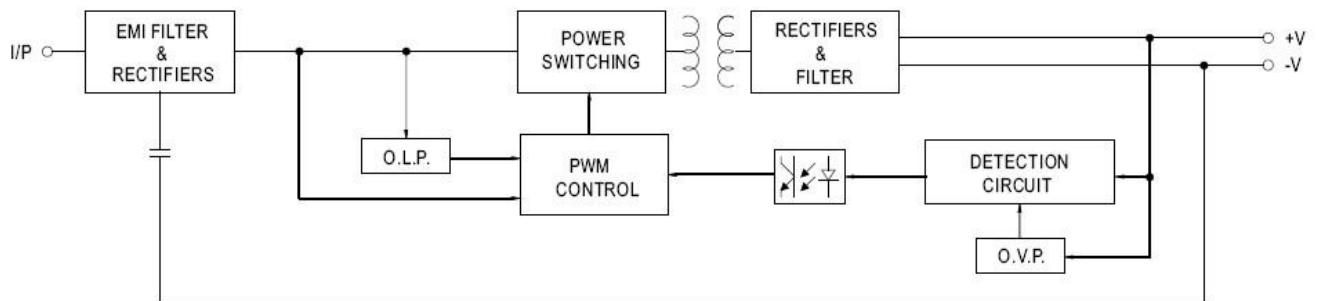 I/P
EMI FILTER
&
RECTIFIERS
POWER
SWITCHING
RECTIFIERS
&
FILTER
+V
-V
O.L.P.
PWM
CONTROL
DETECTION
CIRCUIT
O.V.P.